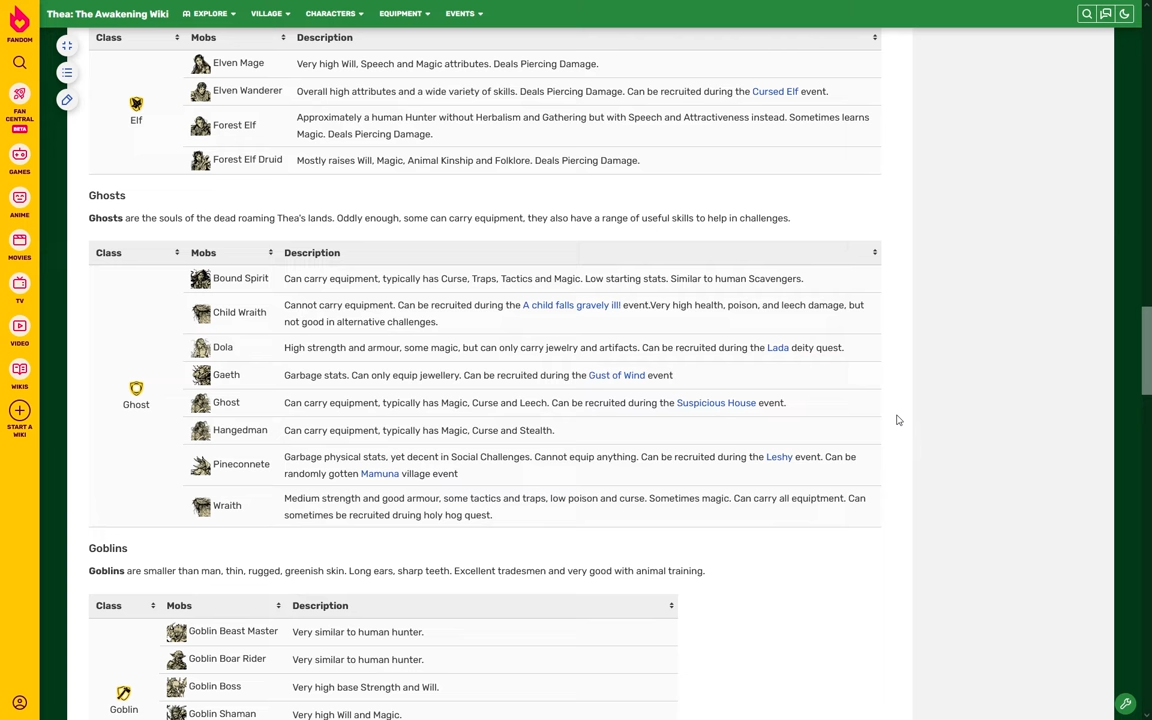 FANDOM
FAN CENTRAL
BETA
GAMES
ANIME
MOVIES
TV
VIDEO
WIKIS
START A WIKI
Thea: The Awakening Wiki
EXPLORE
VILLAGE
CHARACTERS
EQUIPMENT
EVENTS
Class Mobs Description
Elf
Elven Mage Very high Will, Speech and Magic attributes. Deals Piercing Damage.
Elven Wanderer Overall high attributes and a wide variety of skills. Deals Piercing Damage. Can be recruited during the Cursed Elf event.
Forest Elf Approximately a human Hunter without Herbalism and Gathering but with Speech and Attractiveness instead. Sometimes learns
Magic. Deals Piercing Damage.
Forest Elf Druid Mostly raises Will, Magic, Animal Kinship and Folklore. Deals Piercing Damage.
Ghosts
Ghosts are the souls of the dead roaming Thea's lands. Oddly enough, some can carry equipment, they also have a range of useful skills to help in challenges.
Class Mobs Description
Ghost
Bound Spirit Can carry equipment, typically has Curse, Traps, Tactics and Magic. Low starting stats. Similar to human Scavengers.
Child Wraith Cannot carry equipment. Can be recruited during the A child falls gravely ill! event.Very high health, poison, and leech damage, but
not good in alternative challenges.
Dola High strength and armour, some magic, but can only carry jewelry and artifacts. Can be recruited during the Lada deity quest.
Gaeth Garbage stats. Can only equip jewellery. Can be recruited during the Gust of Wind event
Ghost Can carry equipment, typically has Magic, Curse and Leech. Can be recruited during the Suspicious House event.
Hangedman Can carry equipment, typically has Magic, Curse and Stealth.
Pineconnete Garbage physical stats, yet decent in Social Challenges. Cannot equip anything. Can be recruited during the Leshy event. Can be
randomly gotten Mamuna village event
Wraith Medium strength and good armour, some tactics and traps, low poison and curse. Sometimes magic. Can carry all equiptment. Can
sometimes be recruited druing holy hog quest.
Goblins
Goblins are smaller than man, thin, rugged, greenish skin. Long ears, sharp teeth. Excellent tradesmen and very good with animal training.
Class Mobs Description
Goblin
Goblin Beast Master Very similar to human hunter.
Goblin Boar Rider Very similar to human hunter.
Goblin Boss Very high base Strength and Will.
Goblin Shaman Very high Will and Magic.